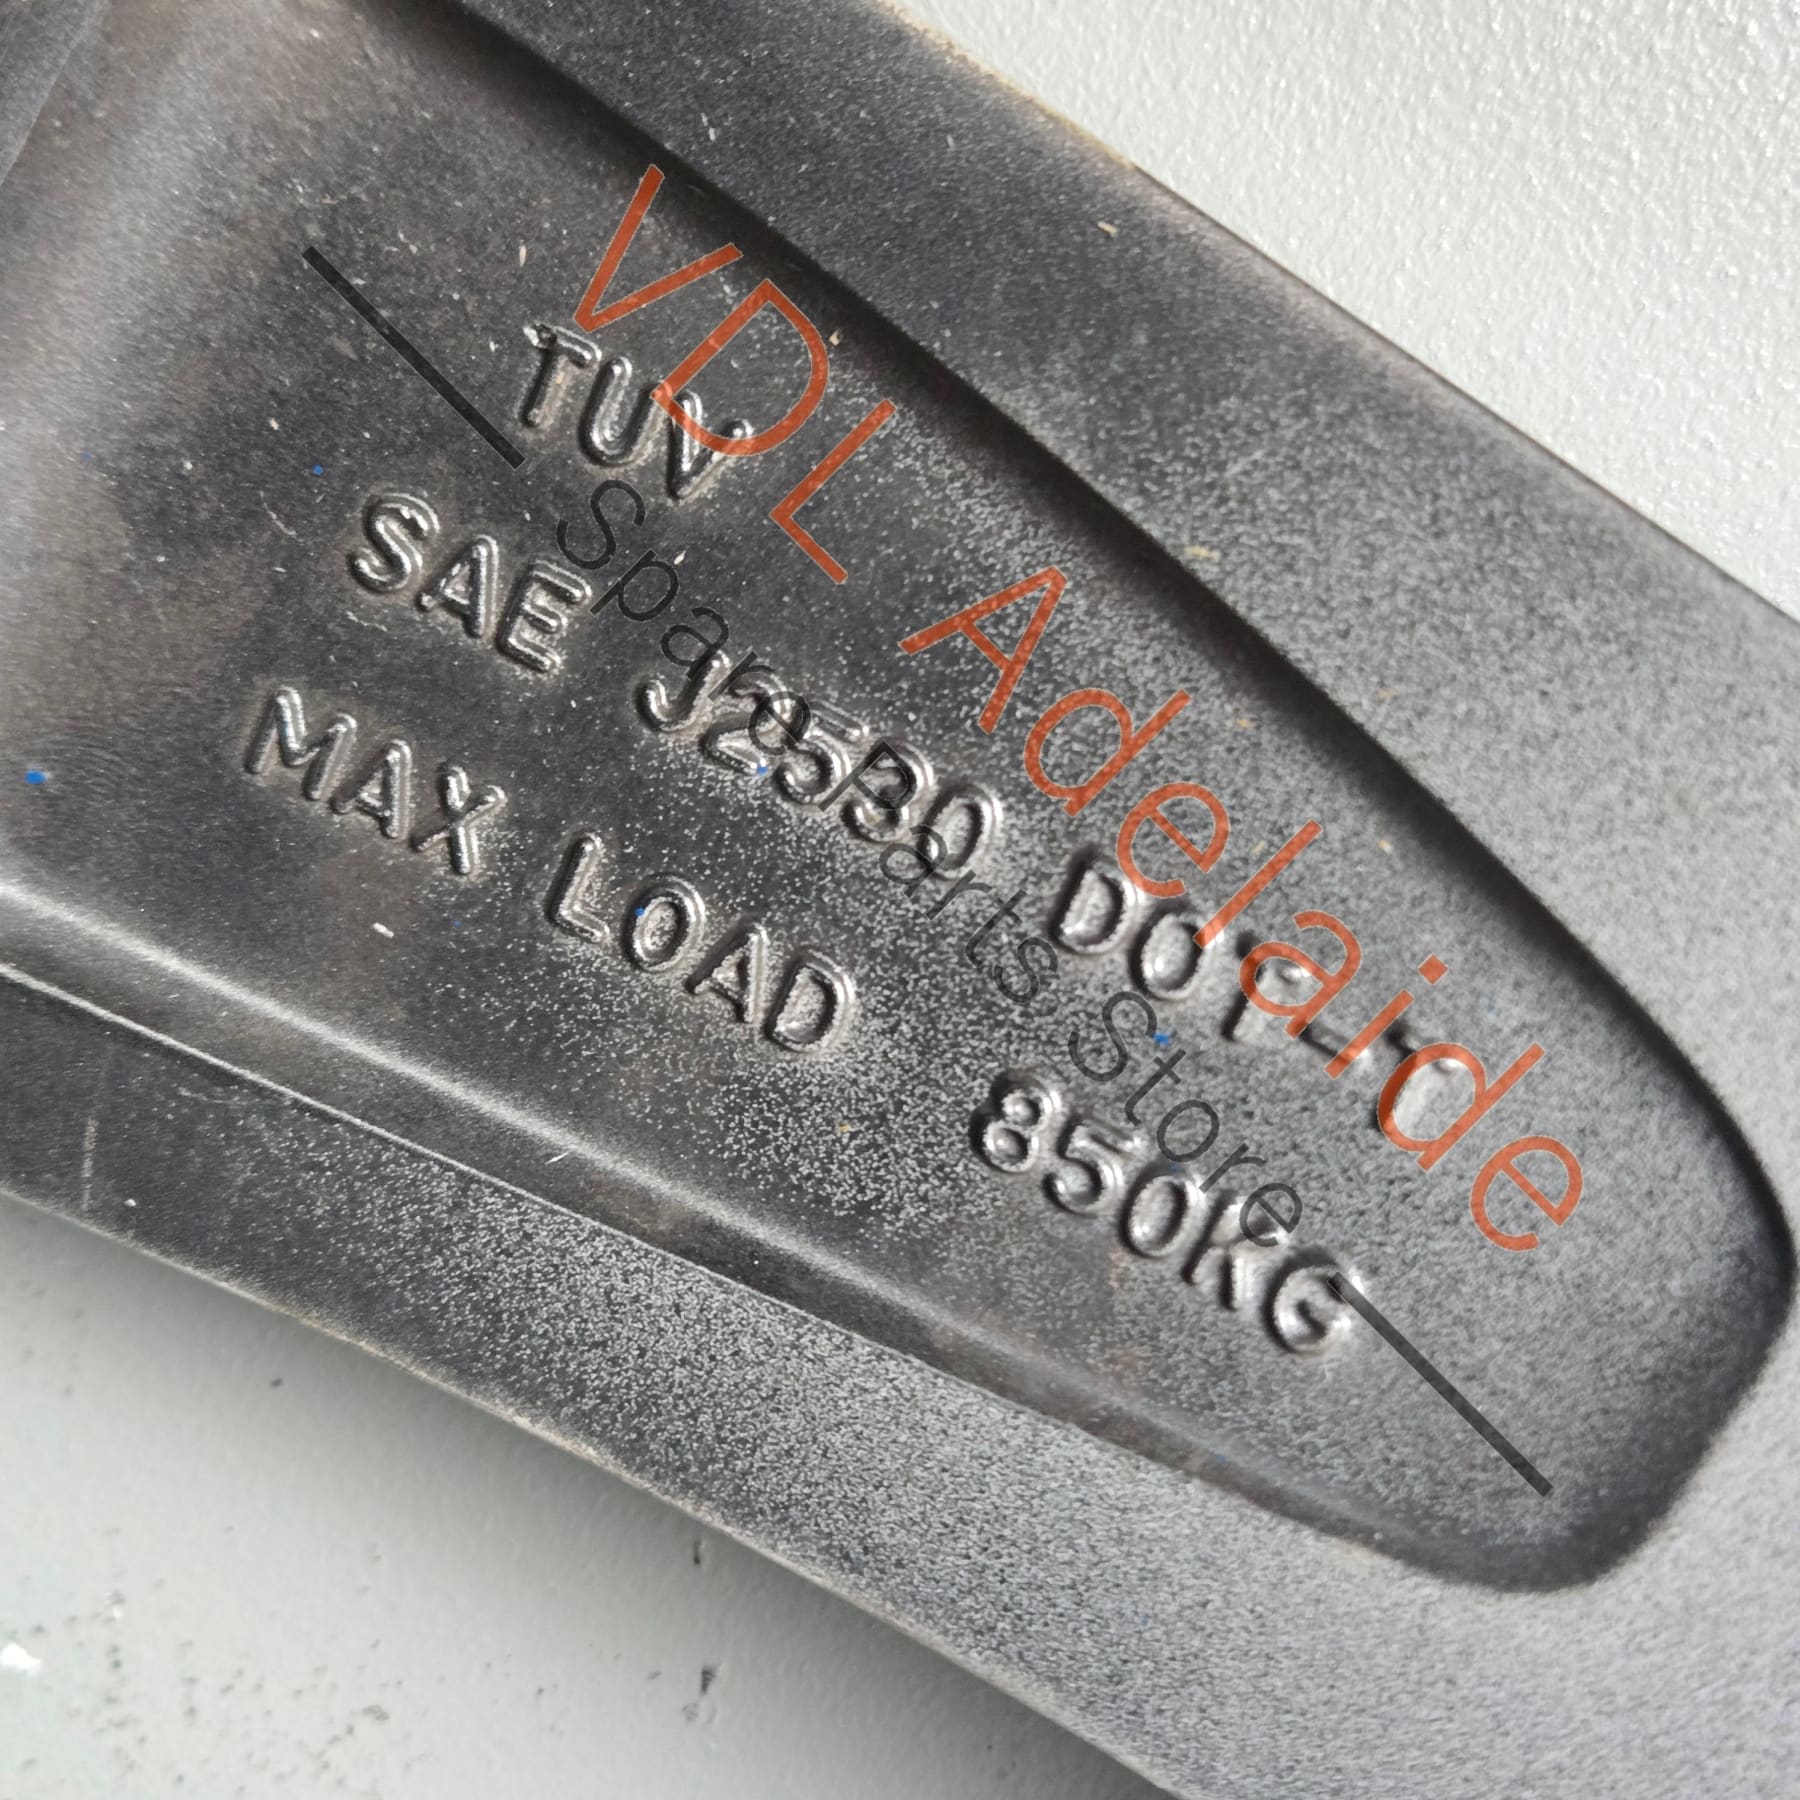 TUV
SAE J2530 DOT-T
MAX LOAD 850KG
VDL Adelaide
Spare Parts Store